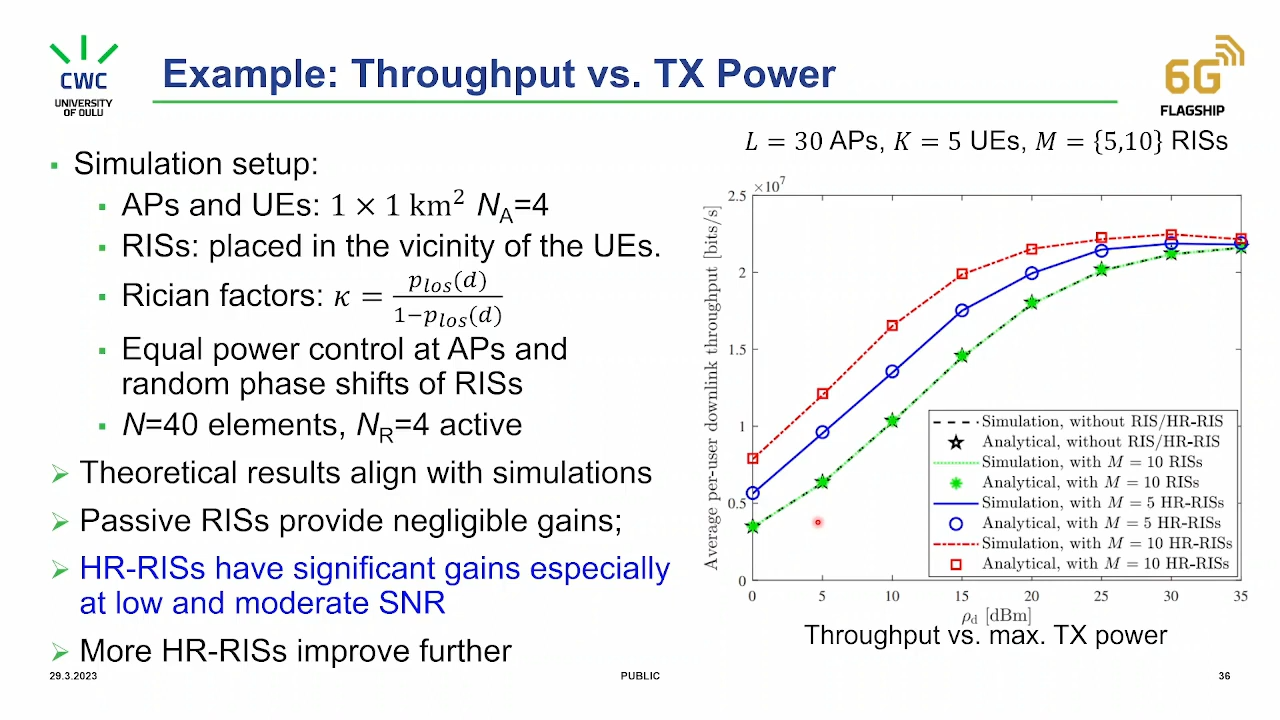 CWC
UNIVERSITY
OF OULU
Example: Throughput vs. TX Power
6G
FLAGSHIP
▪ Simulation setup:
▪ APs and UEs: 1 × 1 km² N_A=4
▪ RISs: placed in the vicinity of the UEs.
▪ Rician factors: κ = p_los(d) / 1−p_los(d)
▪ Equal power control at APs and
random phase shifts of RISs
▪ N=40 elements, N_R=4 active
➢ Theoretical results align with simulations
➢ Passive RISs provide negligible gains;
➢ HR-RISs have significant gains especially
at low and moderate SNR
➢ More HR-RISs improve further
L = 30 APs, K = 5 UEs, M = {5,10} RISs
×10⁷
2.5
2
1.5
1
0.5
0
Average per-user downlink throughput [bits/s]
Simulation, without RIS/HR-RIS
Analytical, without RIS/HR-RIS
Simulation, with M = 10 RISs
Analytical, with M = 10 RISs
Simulation, with M = 5 HR-RISs
Analytical, with M = 5 HR-RISs
Simulation, with M = 10 HR-RISs
Analytical, with M = 10 HR-RISs
0 5 10 15 20 25 30 35
ρ_d [dBm]
Throughput vs. max. TX power
29.3.2023
PUBLIC
36